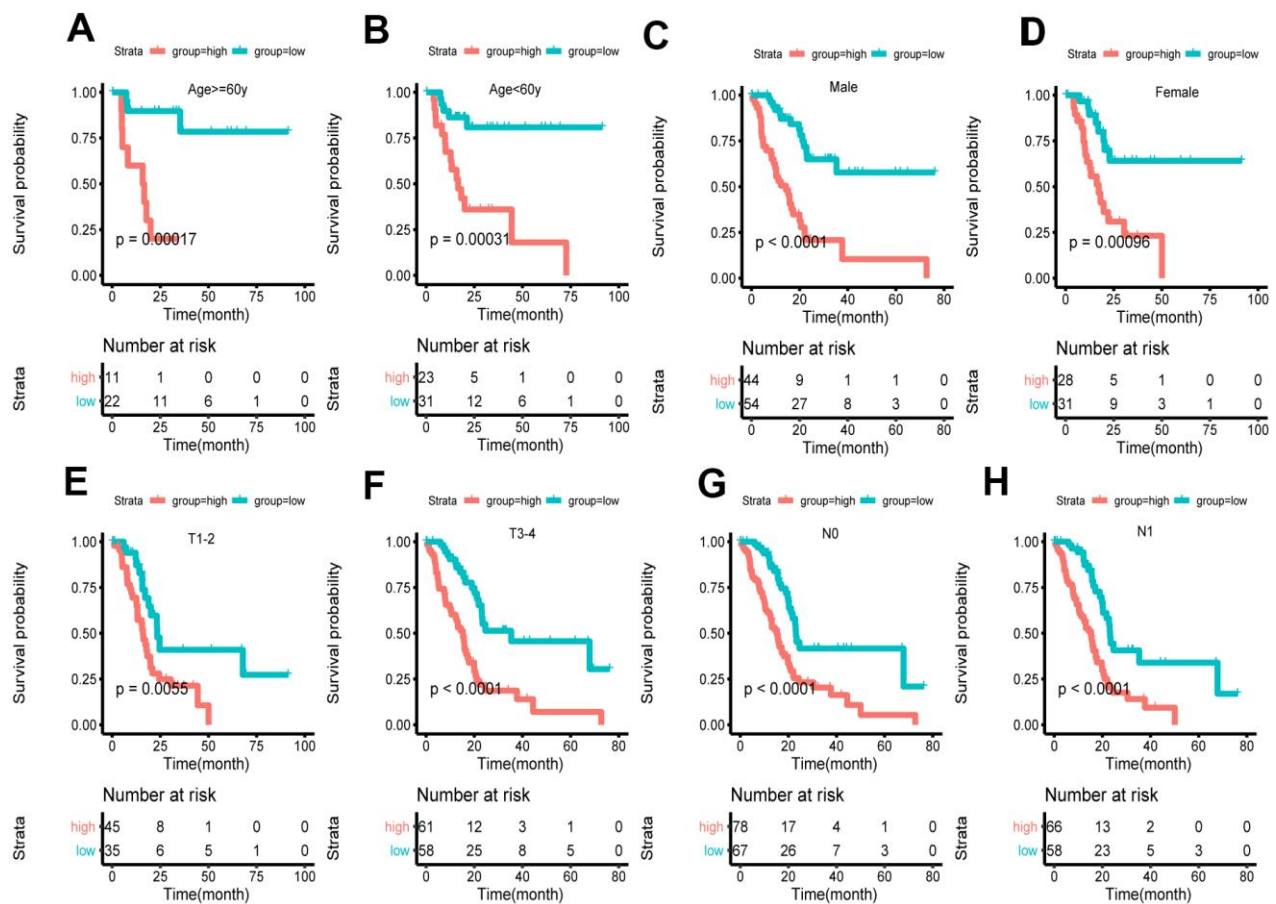 A
Strata group=high group=low
Age>=60y
Survival probability
1.00
0.75
0.50
0.25
0.00
p = 0.00017
0 25 50 75 100
Time(month)
Number at risk
Strata
high 11 1 0 0 0
low 22 11 6 1 0
0 25 50 75 100
B
Strata group=high group=low
Age<60y
Survival probability
1.00
0.75
0.50
0.25
0.00
p = 0.00031
0 25 50 75 100
Time(month)
Number at risk
Strata
high 23 5 1 0 0
low 31 12 6 1 0
0 25 50 75 100
C
Strata group=high group=low
Male
Survival probability
1.00
0.75
0.50
0.25
0.00
p < 0.0001
0 20 40 60 80
Time(month)
Number at risk
Strata
high 44 9 1 1 0
low 54 27 8 3 0
0 20 40 60 80
D
Strata group=high group=low
Female
Survival probability
1.00
0.75
0.50
0.25
0.00
p = 0.00096
0 25 50 75 100
Time(month)
Number at risk
Strata
high 28 5 1 0 0
low 31 9 3 1 0
0 25 50 75 100
E
Strata group=high group=low
T1-2
Survival probability
1.00
0.75
0.50
0.25
0.00
p = 0.0055
0 25 50 75 100
Time(month)
Number at risk
Strata
high 45 8 1 0 0
low 35 6 5 1 0
0 25 50 75 100
F
Strata group=high group=low
T3-4
Survival probability
1.00
0.75
0.50
0.25
0.00
p < 0.0001
0 20 40 60 80
Time(month)
Number at risk
Strata
high 61 12 3 1 0
low 58 25 8 5 0
0 20 40 60 80
G
Strata group=high group=low
N0
Survival probability
1.00
0.75
0.50
0.25
0.00
p < 0.0001
0 20 40 60 80
Time(month)
Number at risk
Strata
high 78 17 4 1 0
low 67 26 7 3 0
0 20 40 60 80
H
Strata group=high group=low
N1
Survival probability
1.00
0.75
0.50
0.25
0.00
p < 0.0001
0 20 40 60 80
Time(month)
Number at risk
Strata
high 66 13 2 0 0
low 58 23 5 3 0
0 20 40 60 80